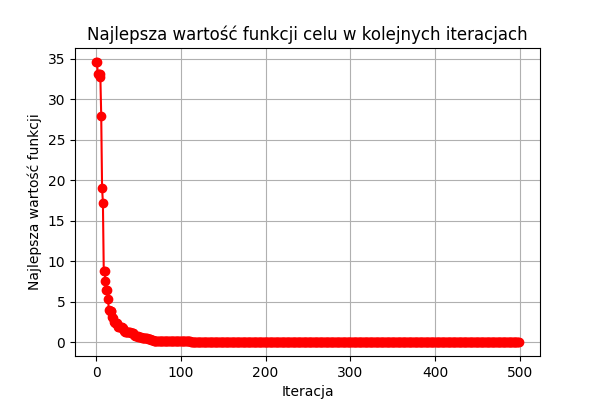 Najlepsza wartość funkcji celu w kolejnych iteracjach
Najlepsza wartość funkcji
35
30
25
20
15
10
5
0
0 100 200 300 400 500
Iteracja